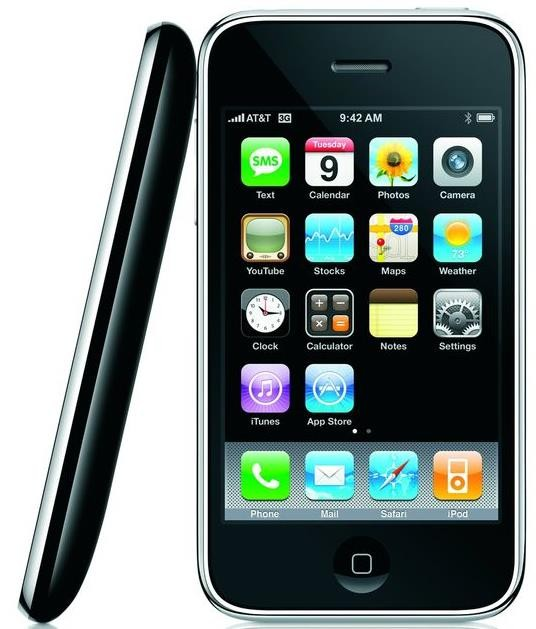 AT&T 3G 9:42 AM
SMS Tuesday 9 280 73°
Text Calendar Photos Camera
YouTube Stocks Maps Weather
Clock Calculator Notes Settings
iTunes App Store
Phone Mail Safari iPod